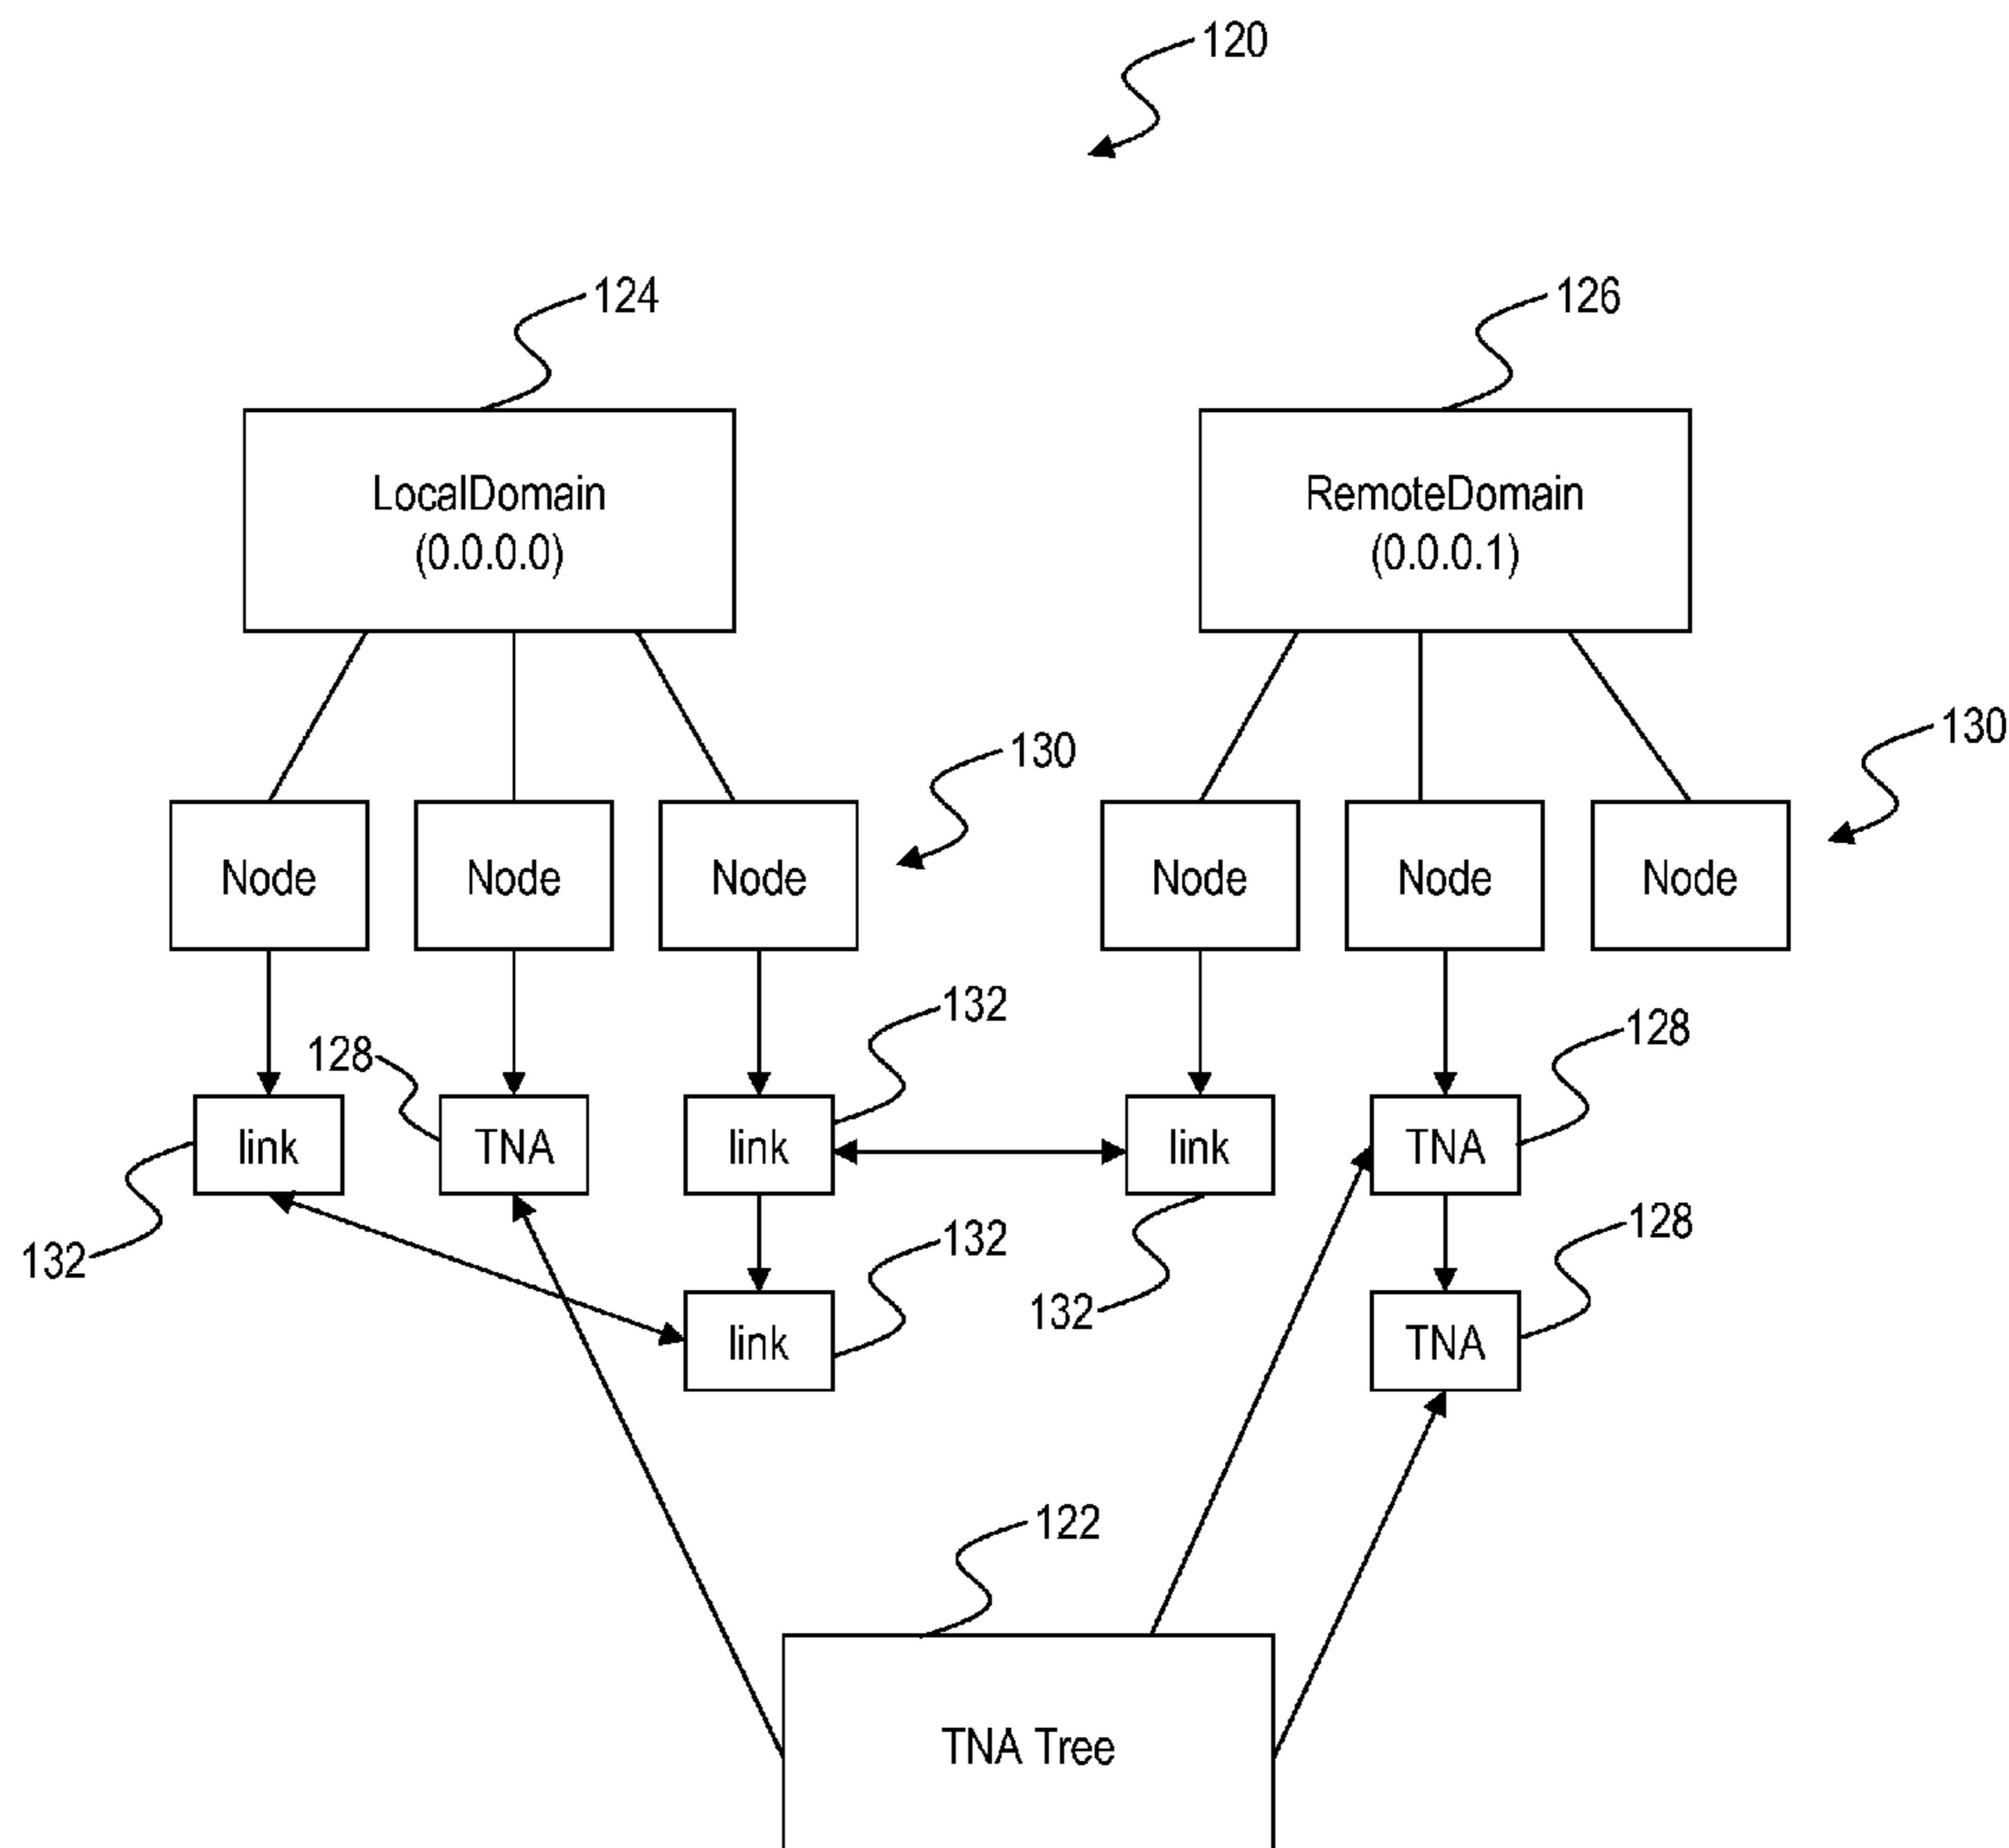 120
124
126
LocalDomain
(0.0.0.0)
RemoteDomain
(0.0.0.1)
130
130
Node
Node
Node
Node
Node
Node
132
128
128
link
TNA
link
link
TNA
132
132
132
128
link
TNA
122
TNA Tree